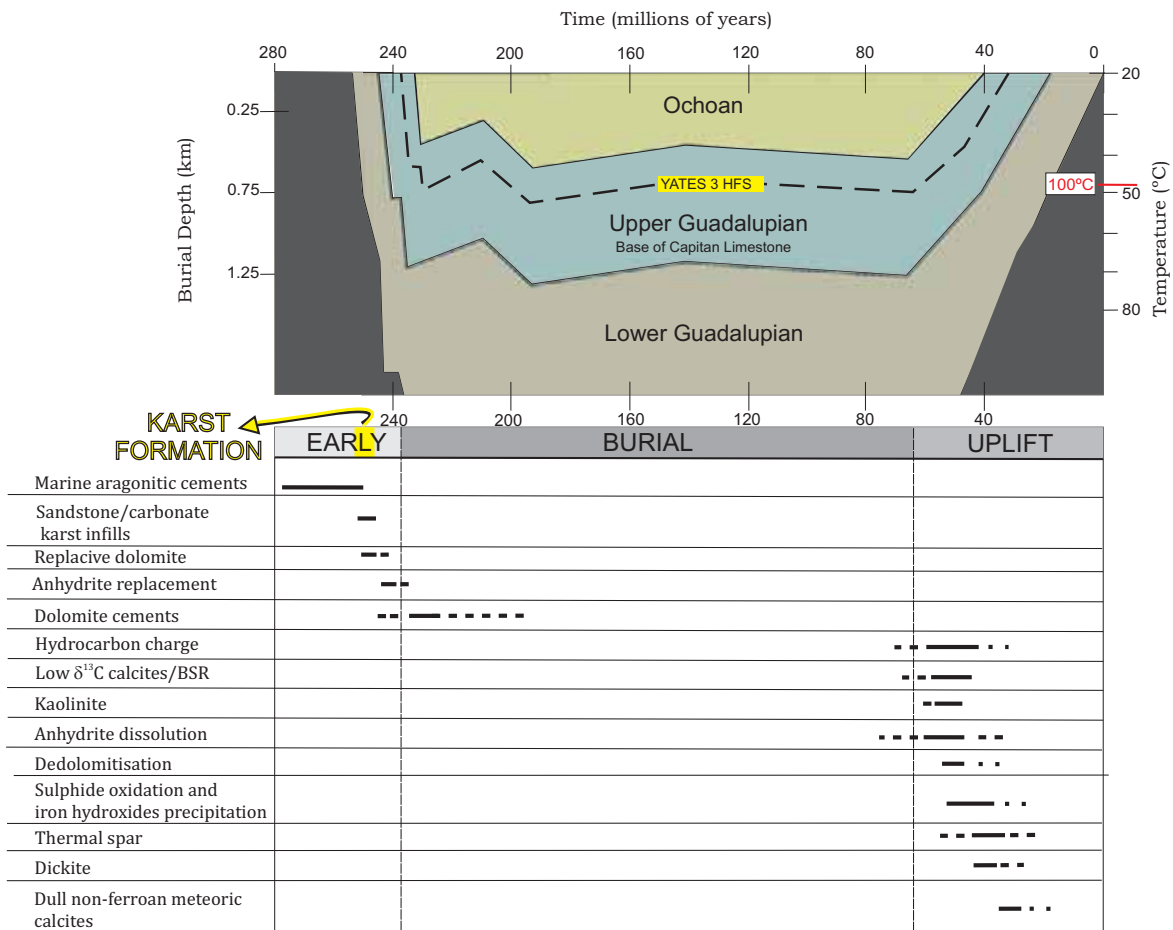 Time (millions of years)
280 240 200 160 120 80 40 0
Burial Depth (km)
0.25
0.75
1.25
Ochoan
YATES 3 HFS
Upper Guadalupian
Base of Capitan Limestone
Lower Guadalupian
20
100ºC
50
80
Temperature (°C)
240 200 160 120 80 40
KARST
FORMATION
EARLY BURIAL UPLIFT
Marine aragonitic cements
Sandstone/carbonate
karst infills
Replacive dolomite
Anhydrite replacement
Dolomite cements
Hydrocarbon charge
Low δ¹³C calcites/BSR
Kaolinite
Anhydrite dissolution
Dedolomitisation
Sulphide oxidation and
iron hydroxides precipitation
Thermal spar
Dickite
Dull non-ferroan meteoric
calcites